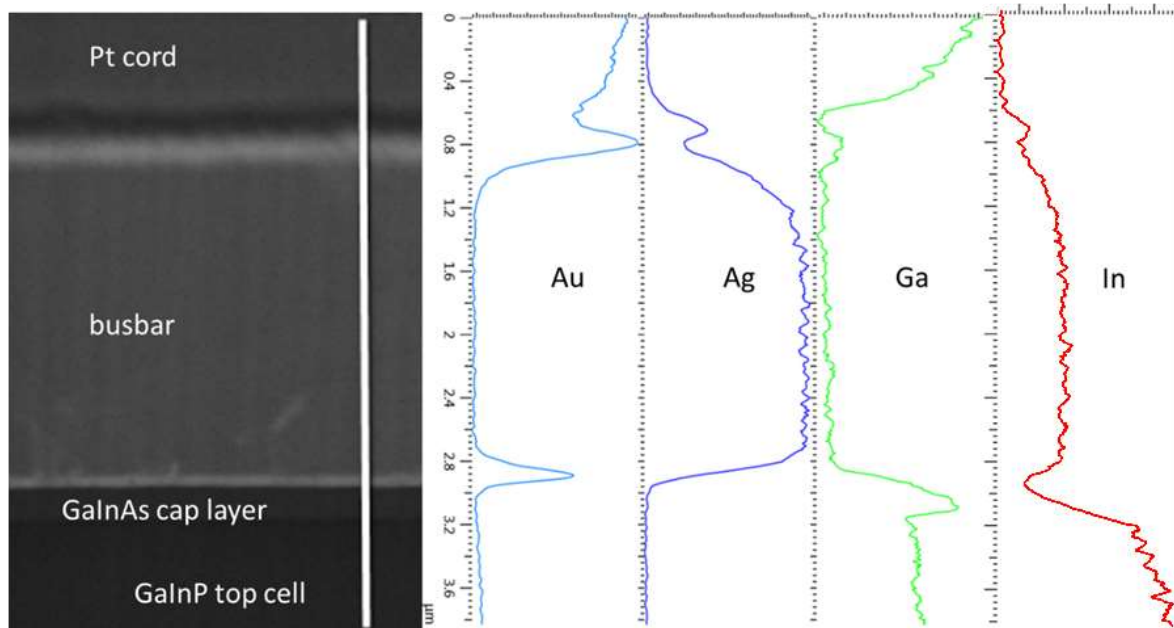 Pt cord
busbar
GaInAs cap layer
GaInP top cell
0
0.4
0.8
1.2
1.6
2
2.4
2.8
3.2
3.6
µm
Au
Ag
Ga
In